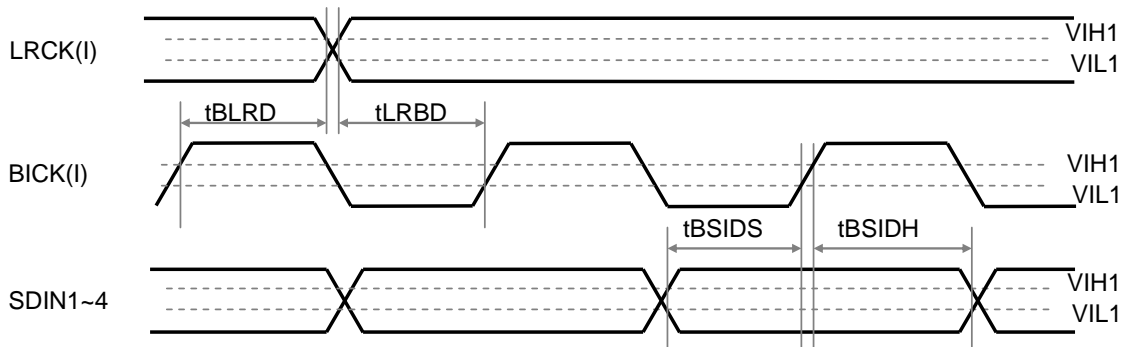 LRCK(I)
VIH1
VIL1
tBLRD
tLRBD
BICK(I)
VIH1
VIL1
tBSIDS
tBSIDH
SDIN1~4
VIH1
VIL1